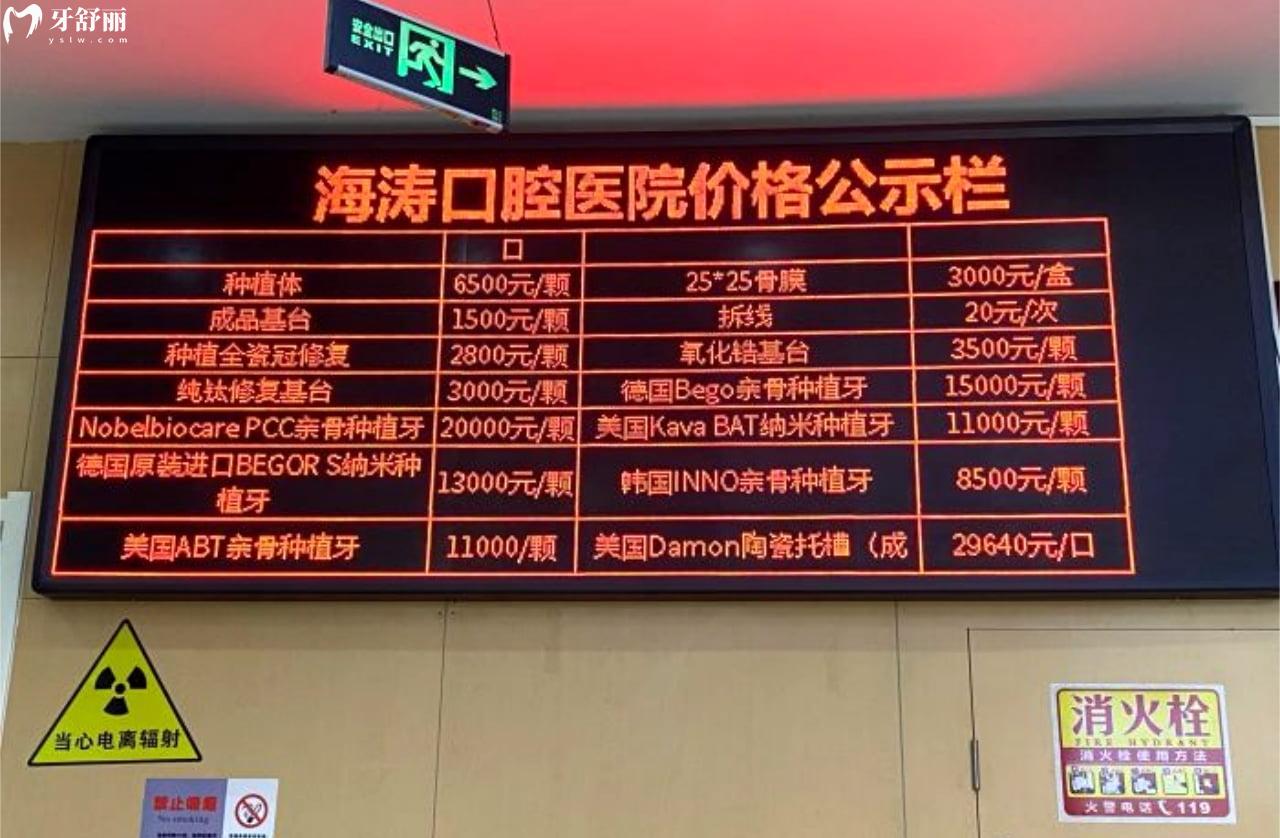 牙舒丽
yslw.com
安全出口
EXIT
海涛口腔医院价格公示栏
口
种植体 6500元/颗 25*25骨膜 3000元/盒
成品基台 1500元/颗 拆线 20元/次
种植全瓷冠修复 2800元/颗 氧化锆基台 3500元/颗
纯钛修复基台 3000元/颗 德国Bego亲骨种植牙 15000元/颗
Nobelbiocare PCC亲骨种植牙 20000元/颗 美国Kava BAT纳米种植牙 11000元/颗
德国原装进口BEGOR S纳米种
植牙 13000元/颗 韩国INNO亲骨种植牙 8500元/颗
美国ABT亲骨种植牙 11000/颗 美国Damon陶瓷托槽（成 29640元/口
当心电离辐射
禁止吸烟
No smoking
消火栓
FIRE HYDRANT
消火栓使用方法
火警电话 119